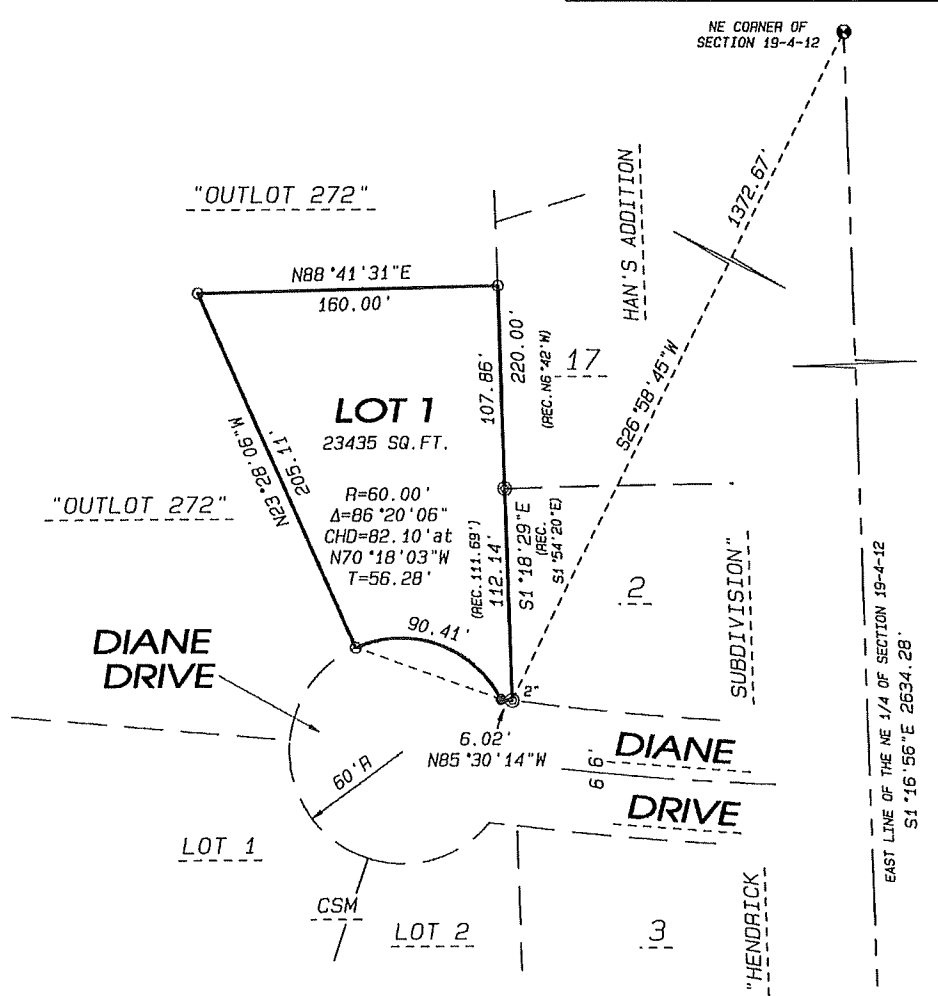 NE CORNER OF
SECTION 19-4-12
"OUTLOT 272"
HAN'S ADDITION
1372.67'
N88°41'31"E
160.00'
107.86'
220.00'
(REC.N6°42'W)
17
S26°58'45"W
LOT 1
23435 SQ.FT.
N23°28'06"W
205.11'
"OUTLOT 272"
R=60.00'
Δ=86°20'06"
CHD=82.10'at
N70°18'03"W
T=56.28'
(REC.111.69')
112.14'
S1°18'29"E
(REC.
S1°54'20"E)
2
SUBDIVISION"
90.41'
DIANE
DRIVE
2"
6.02'
N85°30'14"W
60'R
66'
DIANE
DRIVE
EAST LINE OF THE NE 1/4 OF SECTION 19-4-12
S1°16'56"E 2634.28'
LOT 1
CSM
LOT 2
3
"HENDRICK